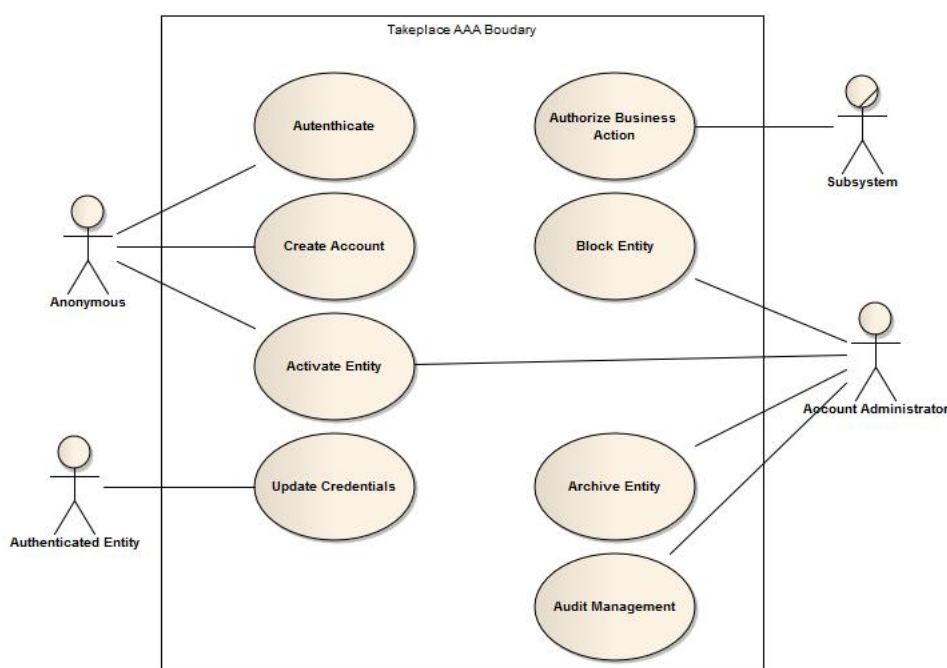 Takeplace AAA Boudary
Autenthicate
Authorize Business
Action
Subsystem
Create Account
Block Entity
Anonymous
Activate Entity
Account Administrator
Update Credentials
Archive Entity
Authenticated Entity
Audit Management